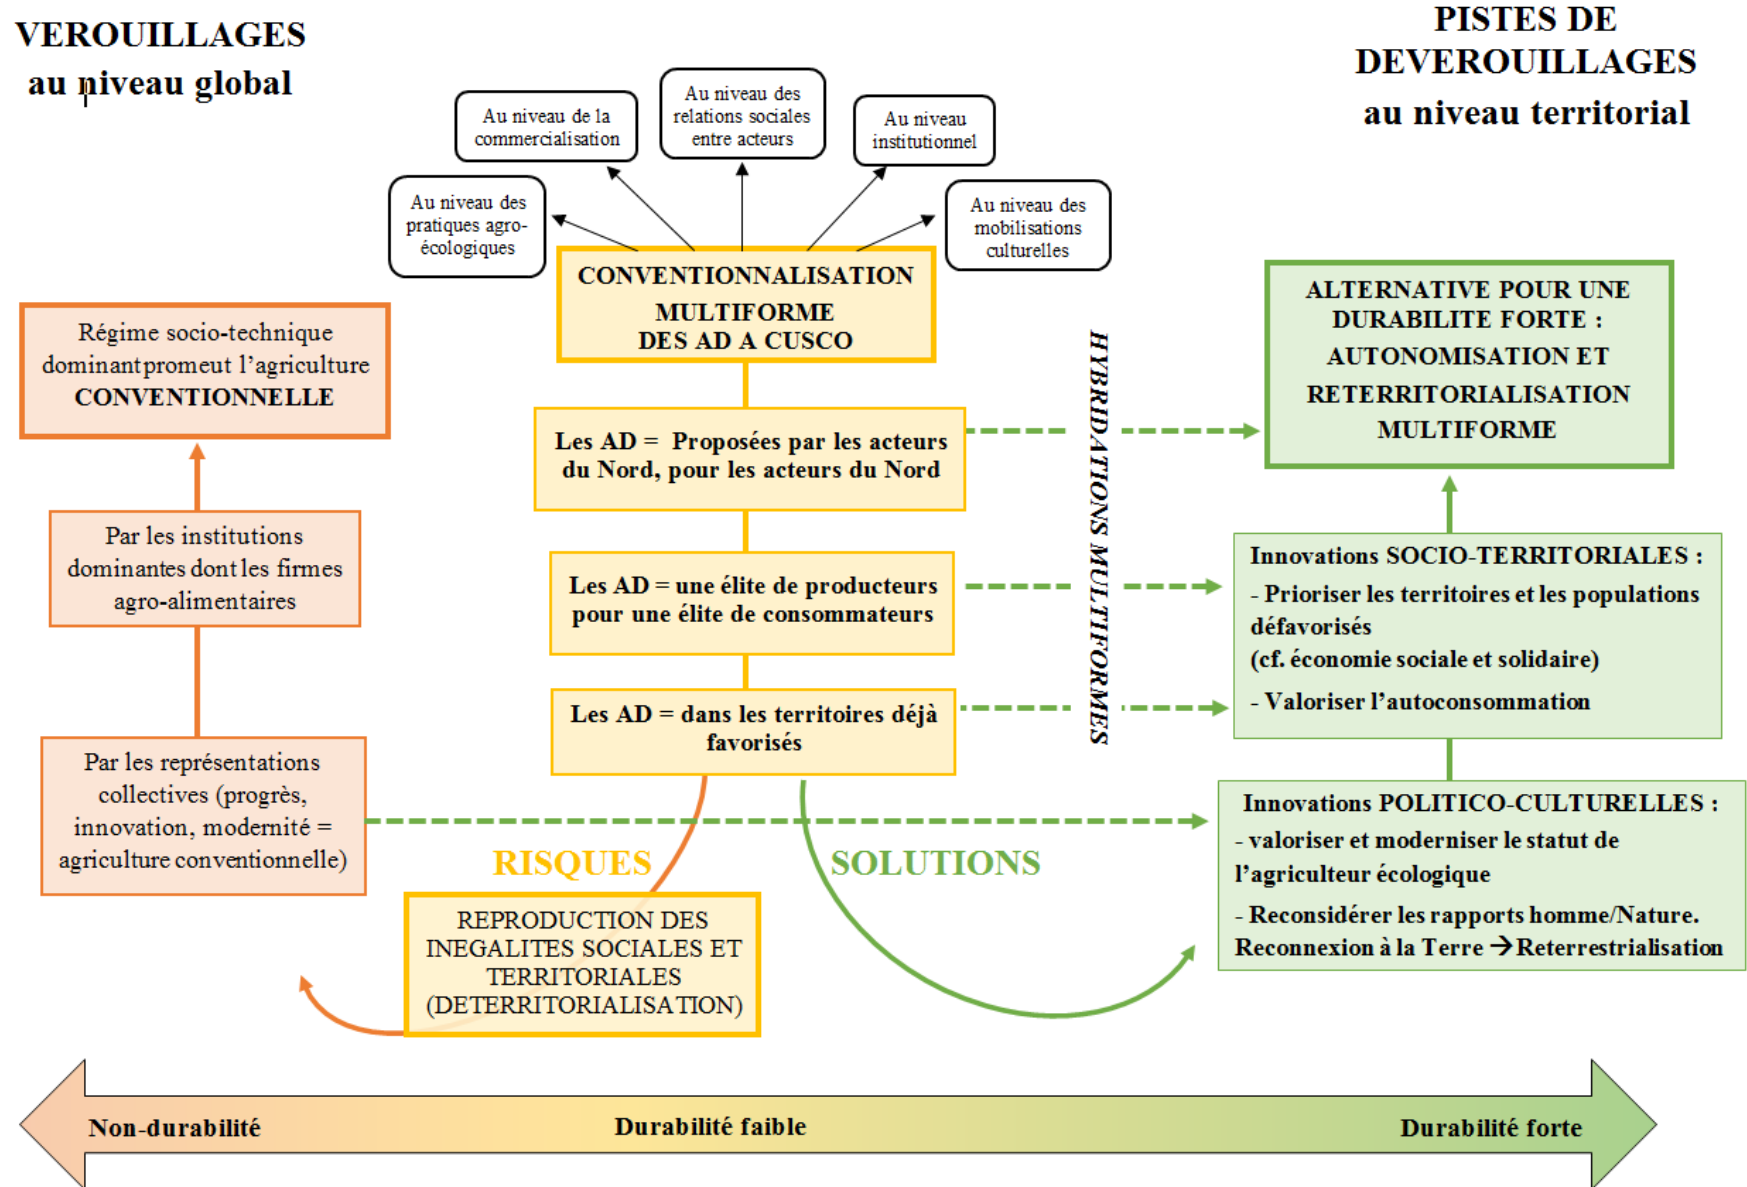 VEROUILLAGES
au niveau global
PISTES DE
DEVEROUILLAGES
au niveau territorial
Au niveau des
pratiques agro-
écologiques
Au niveau de la
commercialisation
Au niveau des
relations sociales
entre acteurs
Au niveau
institutionnel
Au niveau des
mobilisations
culturelles
Régime socio-technique
dominantpromeut l’agriculture
CONVENTIONNELLE
Par les institutions
dominantes dont les firmes
agro-alimentaires
Par les représentations
collectives (progrès,
innovation, modernité =
agriculture conventionnelle)
CONVENTIONNALISATION
MULTIFORME
DES AD A CUSCO
Les AD = Proposées par les acteurs
du Nord, pour les acteurs du Nord
Les AD = une élite de producteurs
pour une élite de consommateurs
Les AD = dans les territoires déjà
favorisés
RISQUES
REPRODUCTION DES
INEGALITES SOCIALES ET
TERRITORIALES
(DETERRITORIALISATION)
SOLUTIONS
HYBRIDATIONS MULTIFORMES
ALTERNATIVE POUR UNE
DURABILITE FORTE :
AUTONOMISATION ET
RETERRITORIALISATION
MULTIFORME
Innovations SOCIO-TERRITORIALES :
- Prioriser les territoires et les populations
défavorisés
(cf. économie sociale et solidaire)
- Valoriser l’autoconsommation
Innovations POLITICO-CULTURELLES :
- valoriser et moderniser le statut de
l’agriculteur écologique
- Reconsidérer les rapports homme/Nature.
Reconnexion à la Terre →Reterrestrialisation
Non-durabilité
Durabilité faible
Durabilité forte